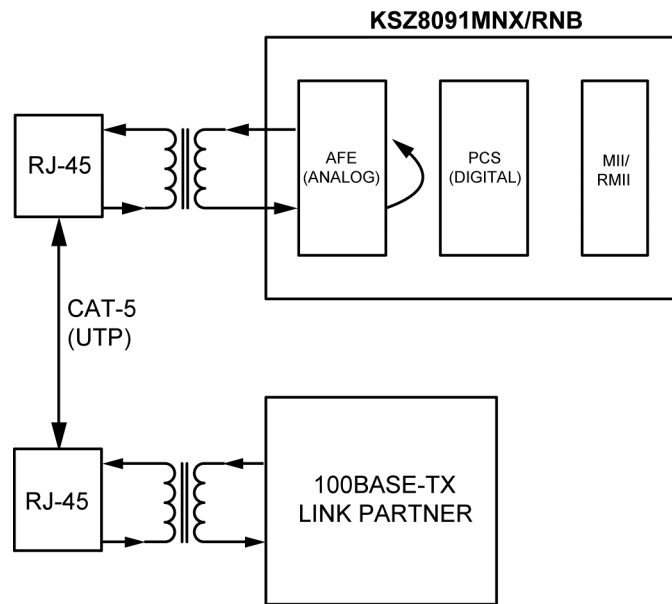 KSZ8091MNX/RNB
RJ-45
AFE
(ANALOG)
PCS
(DIGITAL)
MII/
RMII
CAT-5
(UTP)
RJ-45
100BASE-TX
LINK PARTNER